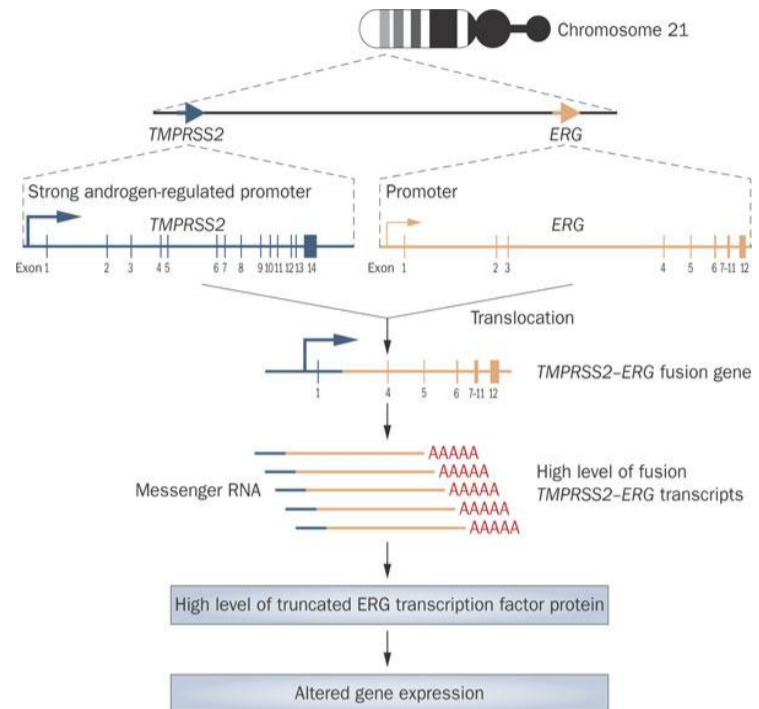 Chromosome 21
TMPRSS2 ERG
Strong androgen-regulated promoter
TMPRSS2
Exon 1 2 3 4 5 6 7 8 9 10 11 12 13 14
Promoter
ERG
Exon 1 2 3 4 5 6 7-11 12
Translocation
TMPRSS2–ERG fusion gene
1 4 5 6 7-11 12
Messenger RNA
AAAAA
AAAAA
AAAAA
AAAAA
AAAAA
High level of fusion
TMPRSS2–ERG transcripts
High level of truncated ERG transcription factor protein
Altered gene expression